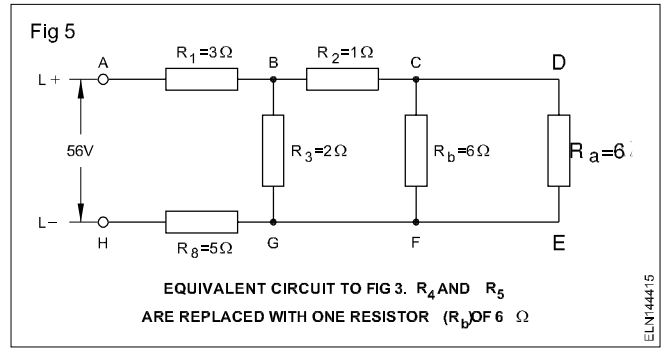 Fig 5
A R1=3Ω B R2=1Ω C D
L+
56V R3=2Ω Rb=6Ω Ra=6
L−
H R8=5Ω G F E
EQUIVALENT CIRCUIT TO FIG 3. R4 AND R5
ARE REPLACED WITH ONE RESISTOR (Rb)OF 6 Ω
ELN144415